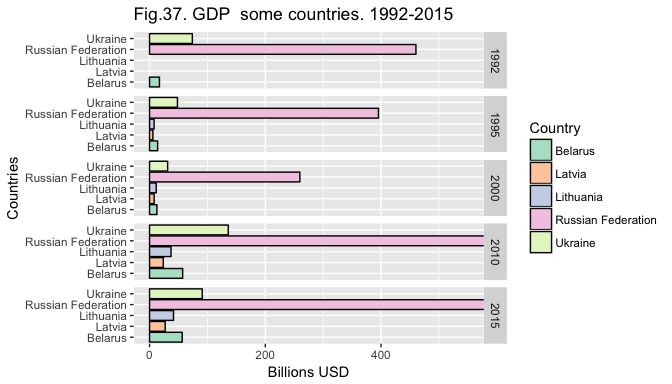 Fig.37. GDP  some countries. 1992-2015
Countries
Ukraine
Russian Federation
Lithuania
Latvia
Belarus
1992
Ukraine
Russian Federation
Lithuania
Latvia
Belarus
1995
Ukraine
Russian Federation
Lithuania
Latvia
Belarus
2000
Ukraine
Russian Federation
Lithuania
Latvia
Belarus
2010
Ukraine
Russian Federation
Lithuania
Latvia
Belarus
2015
0 200 400
Billions USD
Country
Belarus
Latvia
Lithuania
Russian Federation
Ukraine